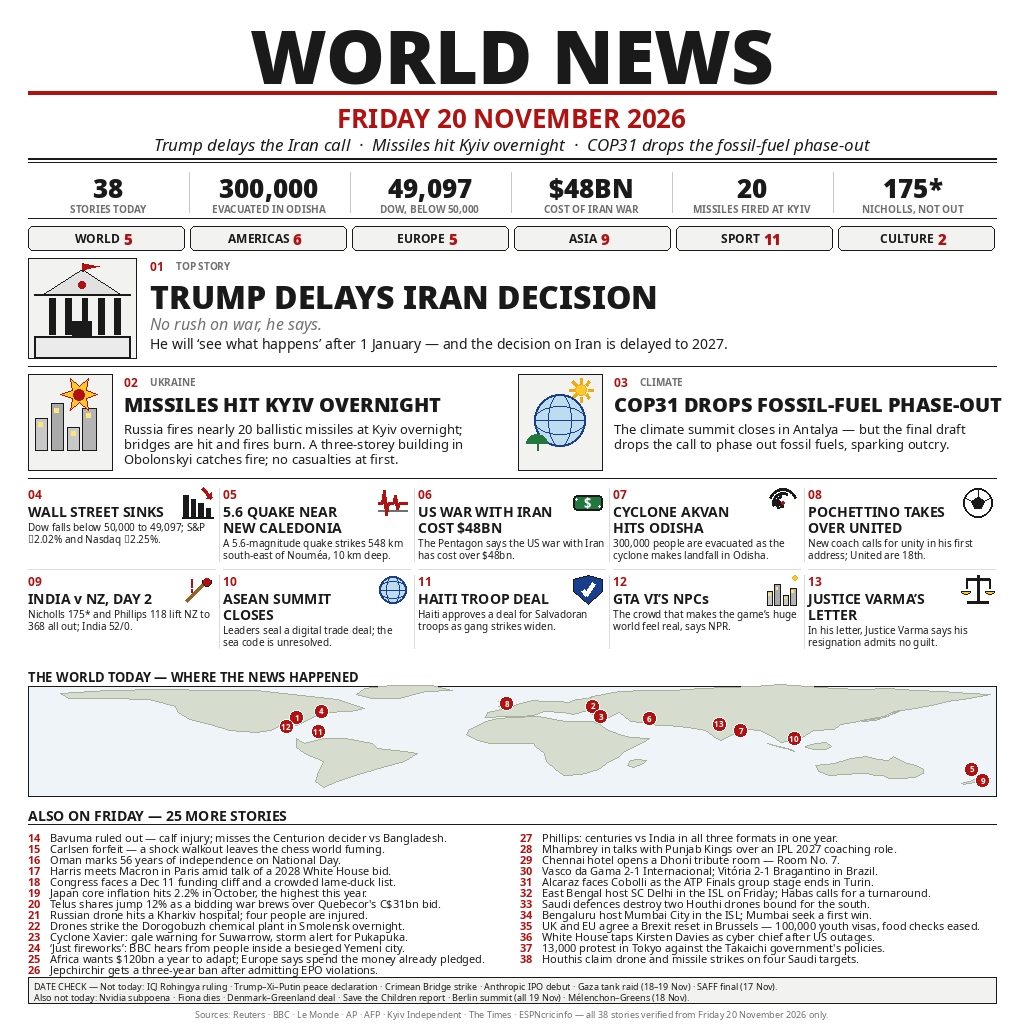 WORLD NEWS
FRIDAY 20 NOVEMBER 2026
Trump delays the Iran call · Missiles hit Kyiv overnight · COP31 drops the fossil-fuel phase-out
38
STORIES TODAY
300,000
EVACUATED IN ODISHA
49,097
DOW, BELOW 50,000
$48BN
COST OF IRAN WAR
20
MISSILES FIRED AT KYIV
175*
NICHOLLS, NOT OUT
WORLD 5
AMERICAS 6
EUROPE 5
ASIA 9
SPORT 11
CULTURE 2
01 TOP STORY
TRUMP DELAYS IRAN DECISION
No rush on war, he says.
He will ‘see what happens’ after 1 January — and the decision on Iran is delayed to 2027.
02 UKRAINE
MISSILES HIT KYIV OVERNIGHT
Russia fires nearly 20 ballistic missiles at Kyiv overnight;
bridges are hit and fires burn. A three-storey building in
Obolonskyi catches fire; no casualties at first.
03 CLIMATE
COP31 DROPS FOSSIL-FUEL PHASE-OUT
The climate summit closes in Antalya — but the final draft
drops the call to phase out fossil fuels, sparking outcry.
04
WALL STREET SINKS
Dow falls below 50,000 to 49,097; S&P
▯2.02% and Nasdaq ▯2.25%.
05
5.6 QUAKE NEAR
NEW CALEDONIA
A 5.6-magnitude quake strikes 548 km
south-east of Nouméa, 10 km deep.
06
$
US WAR WITH IRAN
COST $48BN
The Pentagon says the US war with Iran
has cost over $48bn.
07
CYCLONE AKVAN
HITS ODISHA
300,000 people are evacuated as the
cyclone makes landfall in Odisha.
08
POCHETTINO TAKES
OVER UNITED
New coach calls for unity in his first
address; United are 18th.
09
INDIA v NZ, DAY 2
Nicholls 175* and Phillips 118 lift NZ to
368 all out; India 52/0.
10
ASEAN SUMMIT
CLOSES
Leaders seal a digital trade deal; the
sea code is unresolved.
11
HAITI TROOP DEAL
Haiti approves a deal for Salvadoran
troops as gang strikes widen.
12
GTA VI’S NPCs
The crowd that makes the game’s huge
world feel real, says NPR.
13
JUSTICE VARMA’S
LETTER
In his letter, Justice Varma says his
resignation admits no guilt.
THE WORLD TODAY — WHERE THE NEWS HAPPENED
8
2
4
3
1
6
12
13
11
7
10
5
9
ALSO ON FRIDAY — 25 MORE STORIES
14 Bavuma ruled out — calf injury; misses the Centurion decider vs Bangladesh.
15 Carlsen forfeit — a shock walkout leaves the chess world fuming.
16 Oman marks 56 years of independence on National Day.
17 Harris meets Macron in Paris amid talk of a 2028 White House bid.
18 Congress faces a Dec 11 funding cliff and a crowded lame-duck list.
19 Japan core inflation hits 2.2% in October, the highest this year.
20 Telus shares jump 12% as a bidding war brews over Quebecor's C$31bn bid.
21 Russian drone hits a Kharkiv hospital; four people are injured.
22 Drones strike the Dorogobuzh chemical plant in Smolensk overnight.
23 Cyclone Xavier: gale warning for Suwarrow, storm alert for Pukapuka.
24 'Just fireworks': BBC hears from people inside a besieged Yemeni city.
25 Africa wants $120bn a year to adapt; Europe says spend the money already pledged.
26 Jepchirchir gets a three-year ban after admitting EPO violations.
27 Phillips: centuries vs India in all three formats in one year.
28 Mhambrey in talks with Punjab Kings over an IPL 2027 coaching role.
29 Chennai hotel opens a Dhoni tribute room — Room No. 7.
30 Vasco da Gama 2-1 Internacional; Vitória 2-1 Bragantino in Brazil.
31 Alcaraz faces Cobolli as the ATP Finals group stage ends in Turin.
32 East Bengal host SC Delhi in the ISL on Friday; Habas calls for a turnaround.
33 Saudi defences destroy two Houthi drones bound for the south.
34 Bengaluru host Mumbai City in the ISL; Mumbai seek a first win.
35 UK and EU agree a Brexit reset in Brussels — 100,000 youth visas, food checks eased.
36 White House taps Kirsten Davies as cyber chief after US outages.
37 13,000 protest in Tokyo against the Takaichi government's policies.
38 Houthis claim drone and missile strikes on four Saudi targets.
DATE CHECK — Not today: ICJ Rohingya ruling · Trump–Xi–Putin peace declaration · Crimean Bridge strike · Anthropic IPO debut · Gaza tank raid (18–19 Nov) · SAFF final (17 Nov).
Also not today: Nvidia subpoena · Fiona dies · Denmark–Greenland deal · Save the Children report · Berlin summit (all 19 Nov) · Mélenchon–Greens (18 Nov).
Sources: Reuters · BBC · Le Monde · AP · AFP · Kyiv Independent · The Times · ESPNcricinfo — all 38 stories verified from Friday 20 November 2026 only.